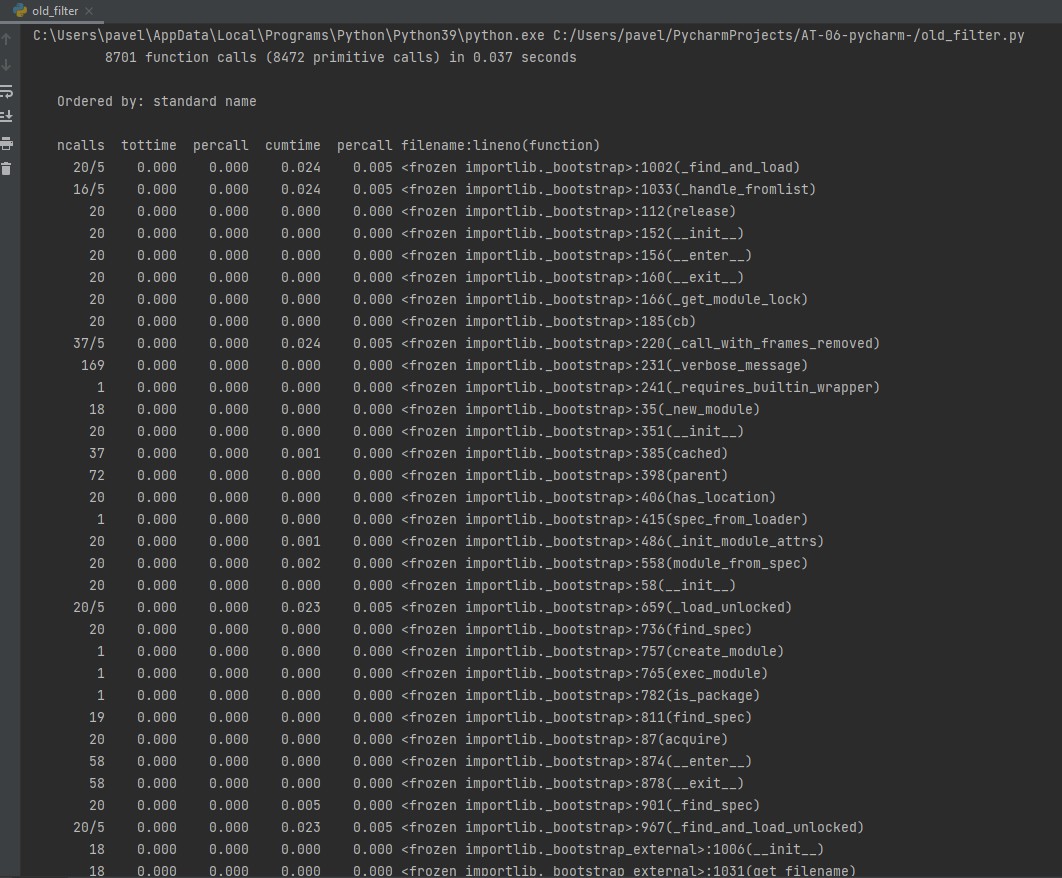 old_filter
C:\Users\pavel\AppData\Local\Programs\Python\Python39\python.exe C:/Users/pavel/PycharmProjects/AT-06-pycharm-/old_filter.py
8701 function calls (8472 primitive calls) in 0.037 seconds
Ordered by: standard name
ncalls tottime percall cumtime percall filename:lineno(function)
20/5 0.000 0.000 0.024 0.005 <frozen importlib._bootstrap>:1002(_find_and_load)
16/5 0.000 0.000 0.024 0.005 <frozen importlib._bootstrap>:1033(_handle_fromlist)
20 0.000 0.000 0.000 0.000 <frozen importlib._bootstrap>:112(release)
20 0.000 0.000 0.000 0.000 <frozen importlib._bootstrap>:152(__init__)
20 0.000 0.000 0.000 0.000 <frozen importlib._bootstrap>:156(__enter__)
20 0.000 0.000 0.000 0.000 <frozen importlib._bootstrap>:160(__exit__)
20 0.000 0.000 0.000 0.000 <frozen importlib._bootstrap>:166(_get_module_lock)
20 0.000 0.000 0.000 0.000 <frozen importlib._bootstrap>:185(cb)
37/5 0.000 0.000 0.024 0.005 <frozen importlib._bootstrap>:220(_call_with_frames_removed)
169 0.000 0.000 0.000 0.000 <frozen importlib._bootstrap>:231(_verbose_message)
1 0.000 0.000 0.000 0.000 <frozen importlib._bootstrap>:241(_requires_builtin_wrapper)
18 0.000 0.000 0.000 0.000 <frozen importlib._bootstrap>:35(_new_module)
20 0.000 0.000 0.000 0.000 <frozen importlib._bootstrap>:351(__init__)
37 0.000 0.000 0.001 0.000 <frozen importlib._bootstrap>:385(cached)
72 0.000 0.000 0.000 0.000 <frozen importlib._bootstrap>:398(parent)
20 0.000 0.000 0.000 0.000 <frozen importlib._bootstrap>:406(has_location)
1 0.000 0.000 0.000 0.000 <frozen importlib._bootstrap>:415(spec_from_loader)
20 0.000 0.000 0.001 0.000 <frozen importlib._bootstrap>:486(_init_module_attrs)
20 0.000 0.000 0.002 0.000 <frozen importlib._bootstrap>:558(module_from_spec)
20 0.000 0.000 0.000 0.000 <frozen importlib._bootstrap>:58(__init__)
20/5 0.000 0.000 0.023 0.005 <frozen importlib._bootstrap>:659(_load_unlocked)
20 0.000 0.000 0.000 0.000 <frozen importlib._bootstrap>:736(find_spec)
1 0.000 0.000 0.000 0.000 <frozen importlib._bootstrap>:757(create_module)
1 0.000 0.000 0.000 0.000 <frozen importlib._bootstrap>:765(exec_module)
1 0.000 0.000 0.000 0.000 <frozen importlib._bootstrap>:782(is_package)
19 0.000 0.000 0.000 0.000 <frozen importlib._bootstrap>:811(find_spec)
20 0.000 0.000 0.000 0.000 <frozen importlib._bootstrap>:87(acquire)
58 0.000 0.000 0.000 0.000 <frozen importlib._bootstrap>:874(__enter__)
58 0.000 0.000 0.000 0.000 <frozen importlib._bootstrap>:878(__exit__)
20 0.000 0.000 0.005 0.000 <frozen importlib._bootstrap>:901(_find_spec)
20/5 0.000 0.000 0.023 0.005 <frozen importlib._bootstrap>:967(_find_and_load_unlocked)
18 0.000 0.000 0.000 0.000 <frozen importlib._bootstrap_external>:1006(__init__)
18 0.000 0.000 0.000 0.000 <frozen importlib._bootstrap_external>:1031(get_filename)